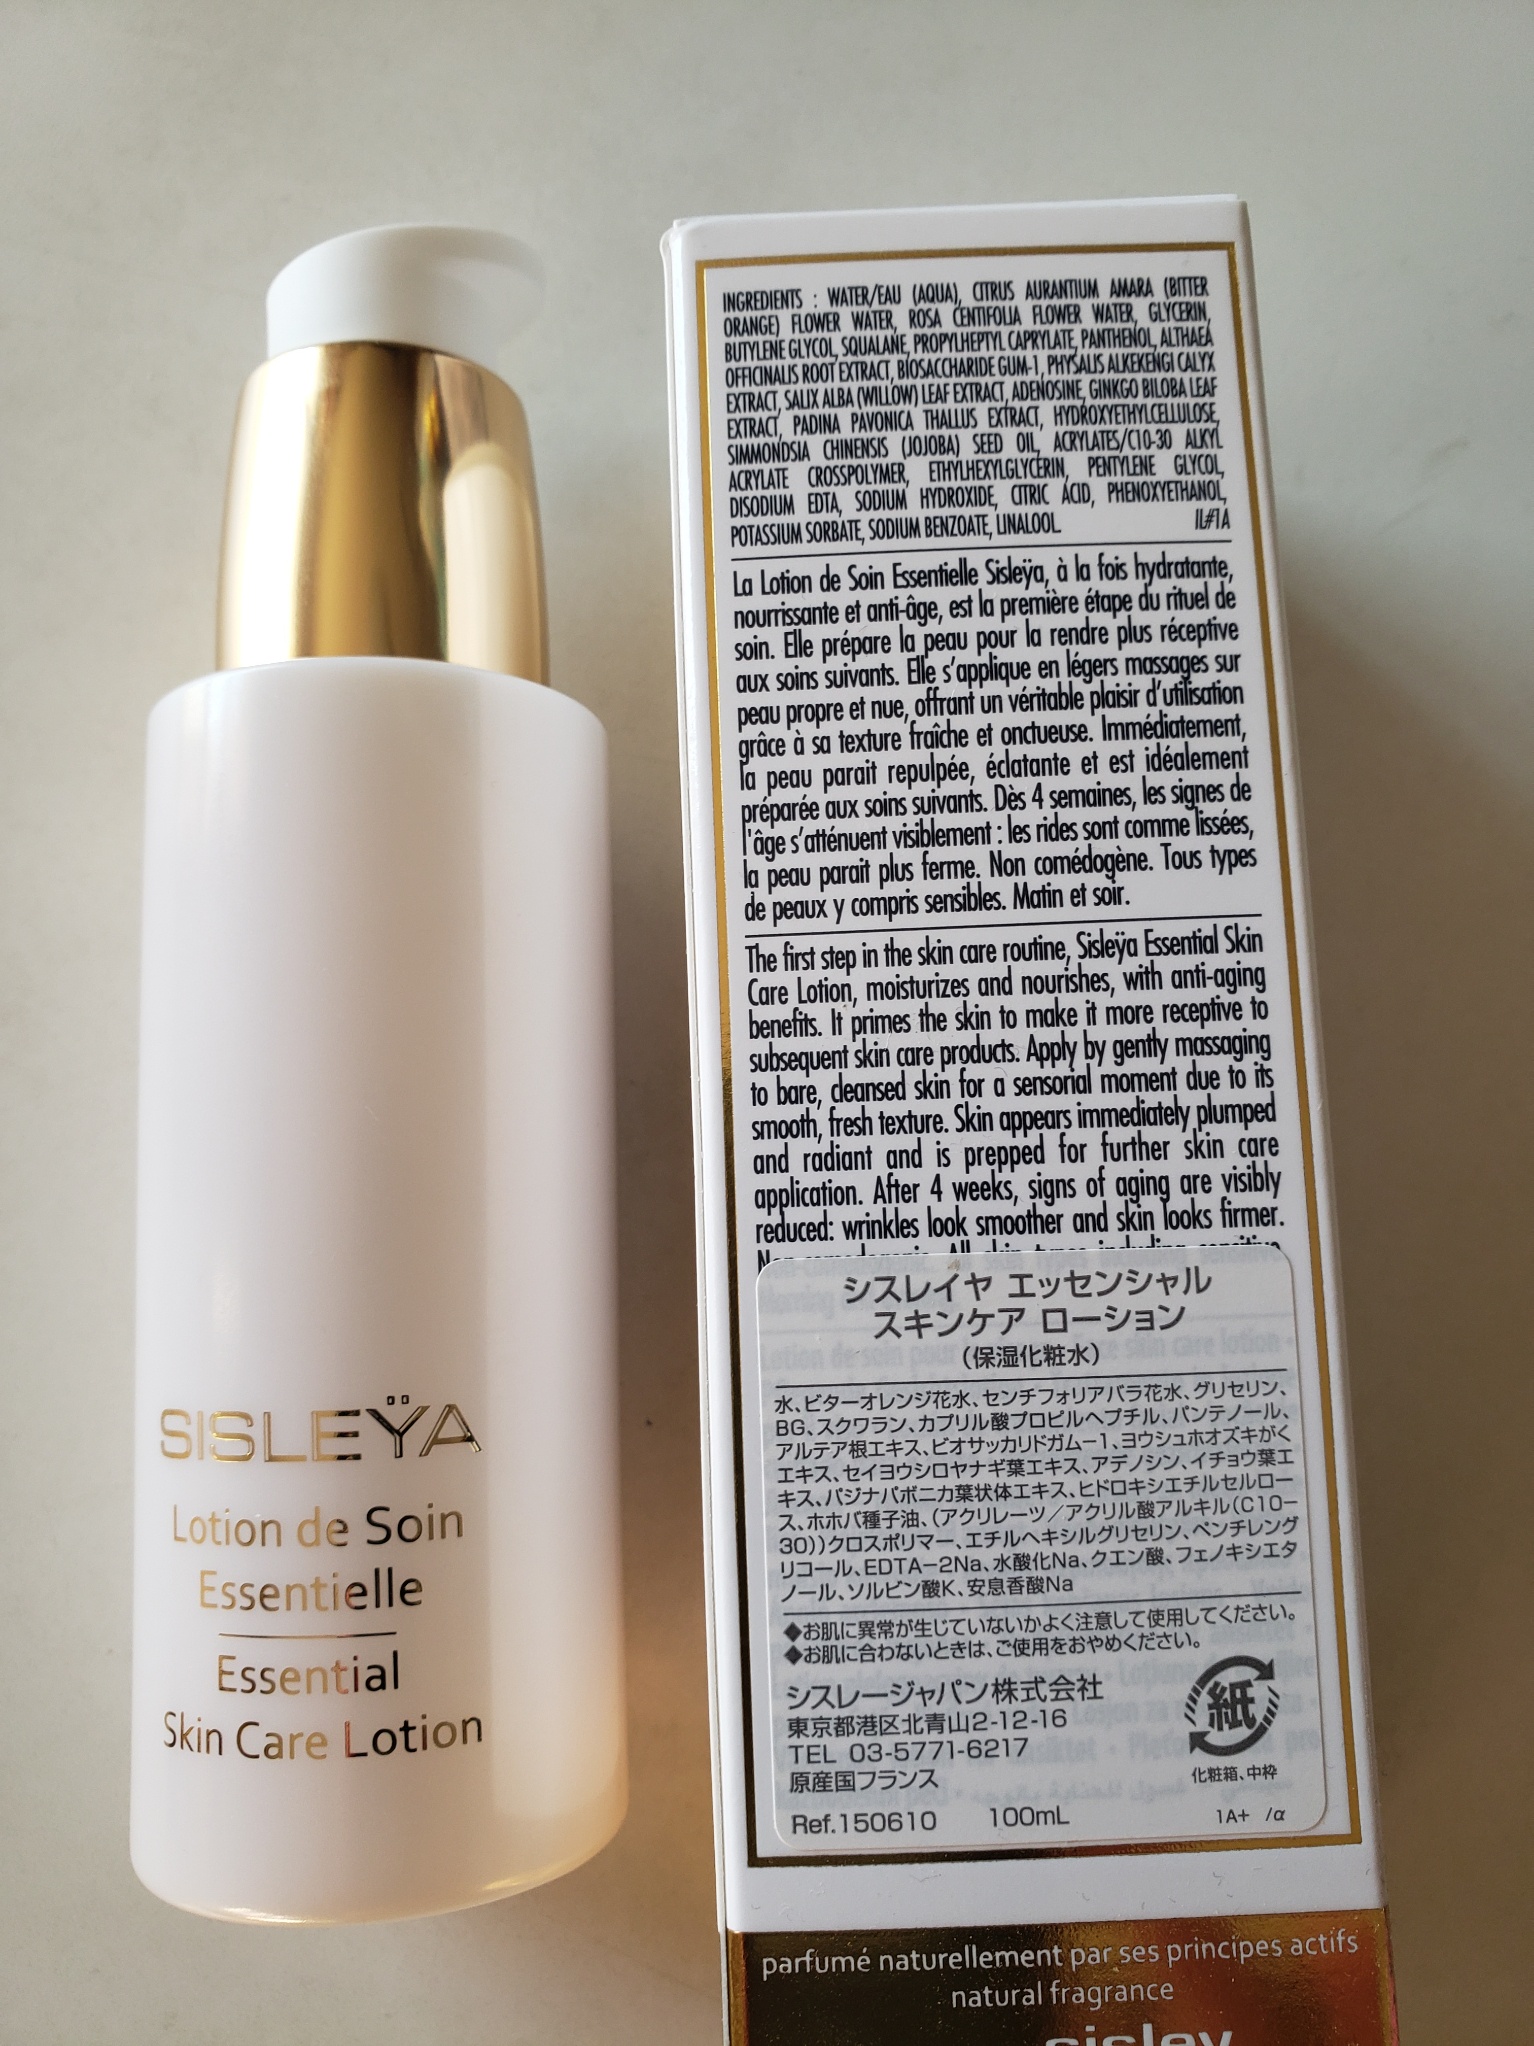 SISLEŸA
Lotion de Soin
Essentielle
Essential
Skin Care Lotion
INGREDIENTS : WATER/EAU (AQUA), CITRUS AURANTIUM AMARA (BITTER
ORANGE) FLOWER WATER, ROSA CENTIFOLIA FLOWER WATER, GLYCERIN,
BUTYLENE GLYCOL, SQUALANE, PROPYLHEPTYL CAPRYLATE, PANTHENOL, ALTHAEA
OFFICINALIS ROOT EXTRACT, BIOSACCHARIDE GUM-1, PHYSALIS ALKEKENGI CALYX
EXTRACT, SALIX ALBA (WILLOW) LEAF EXTRACT, ADENOSINE, GINKGO BILOBA LEAF
EXTRACT, PADINA PAVONICA THALLUS EXTRACT, HYDROXYETHYLCELLULOSE,
SIMMONDSIA CHINENSIS (JOJOBA) SEED OIL, ACRYLATES/C10-30 ALKYL
ACRYLATE CROSSPOLYMER, ETHYLHEXYLGLYCERIN, PENTYLENE GLYCOL,
DISODIUM EDTA, SODIUM HYDROXIDE, CITRIC ACID, PHENOXYETHANOL,
POTASSIUM SORBATE, SODIUM BENZOATE, LINALOOL. IL#1A
La Lotion de Soin Essentielle Sisleÿa, à la fois hydratante,
nourrissante et anti-âge, est la première étape du rituel de
soin. Elle prépare la peau pour la rendre plus réceptive
aux soins suivants. Elle s'applique en légers massages sur
peau propre et nue, offrant un véritable plaisir d'utilisation
grâce à sa texture fraîche et onctueuse. Immédiatement,
la peau parait repulpée, éclatante et est idéalement
préparée aux soins suivants. Dès 4 semaines, les signes de
l'âge s'atténuent visiblement : les rides sont comme lissées,
la peau parait plus ferme. Non comédogène. Tous types
de peaux y compris sensibles. Matin et soir.
The first step in the skin care routine, Sisleÿa Essential Skin
Care Lotion, moisturizes and nourishes, with anti-aging
benefits. It primes the skin to make it more receptive to
subsequent skin care products. Apply by gently massaging
to bare, cleansed skin for a sensorial moment due to its
smooth, fresh texture. Skin appears immediately plumped
and radiant and is prepped for further skin care
application. After 4 weeks, signs of aging are visibly
reduced: wrinkles look smoother and skin looks firmer.
Non-comedogenic. All skin types including sensitive
シスレイヤ エッセンシャル
スキンケア ローション
(保湿化粧水)
水、ビターオレンジ花水、センチフォリアバラ花水、グリセリン、
BG、スクワラン、カプリル酸プロピルヘプチル、パンテノール、
アルテア根エキス、ビオサッカリドガム-1、ヨウシュホオズキがく
エキス、セイヨウシロヤナギ葉エキス、アデノシン、イチョウ葉エ
キス、パジナパボニカ葉状体エキス、ヒドロキシエチルセルロー
ス、ホホバ種子油、(アクリレーツ/アクリル酸アルキル(C10-
30))クロスポリマー、エチルヘキシルグリセリン、ペンチレング
リコール、EDTA-2Na、水酸化Na、クエン酸、フェノキシエタ
ノール、ソルビン酸K、安息香酸Na
◆お肌に異常が生じていないかよく注意して使用してください。
◆お肌に合わないときは、ご使用をおやめください。
シスレージャパン株式会社
東京都港区北青山2-12-16
TEL 03-5771-6217
原産国フランス
紙
化粧箱、中枠
Ref.150610 100mL 1A+ /α
parfumé naturellement par ses principes actifs
natural fragrance
sisley